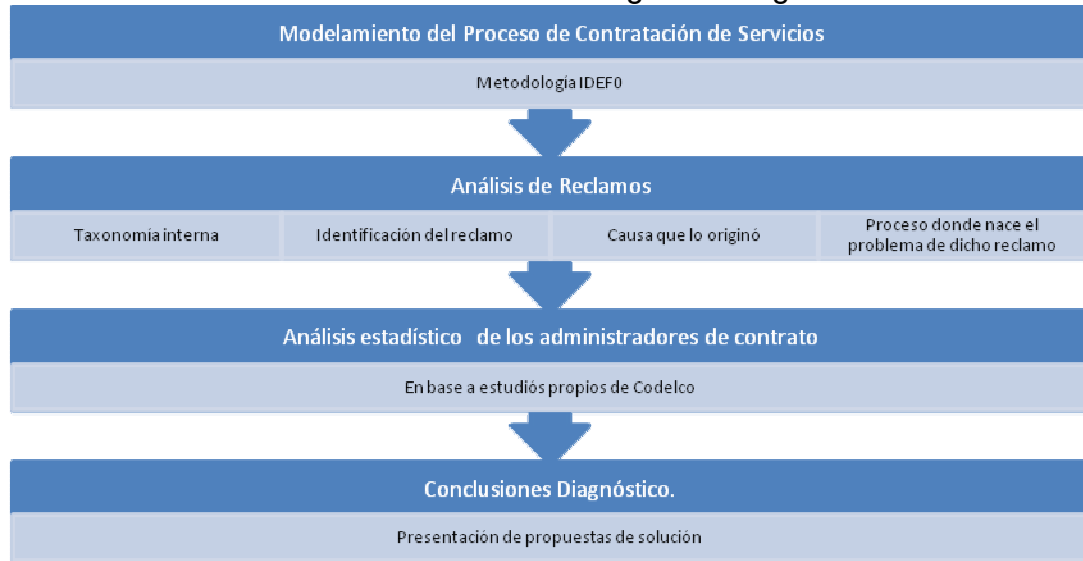 Modelamiento del Proceso de Contratación de Servicios
Metodología IDEF0
Análisis de Reclamos
Taxonomía interna
Identificación del reclamo
Causa que lo originó
Proceso donde nace el
problema de dicho reclamo
Análisis estadístico de los administradores de contrato
En base a estudiós propios de Codelco
Conclusiones Diagnóstico.
Presentación de propuestas de solución